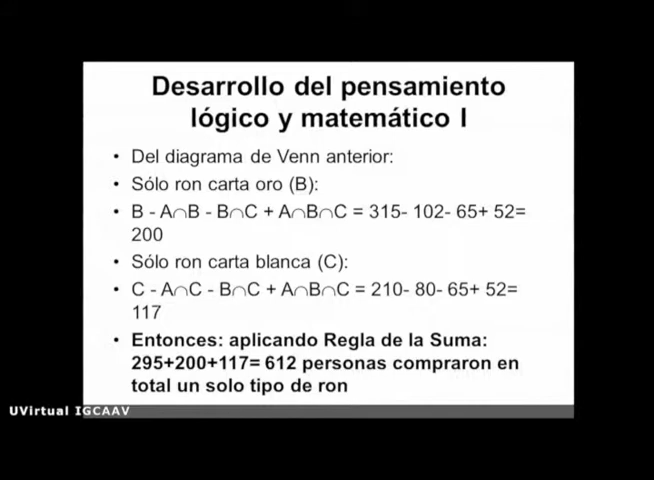 Desarrollo del pensamiento
lógico y matemático I
• Del diagrama de Venn anterior:
• Sólo ron carta oro (B):
• B - A∩B - B∩C + A∩B∩C = 315- 102- 65+ 52=
200
• Sólo ron carta blanca (C):
• C - A∩C - B∩C + A∩B∩C = 210- 80- 65+ 52=
117
• Entonces: aplicando Regla de la Suma:
295+200+117= 612 personas compraron en
total un solo tipo de ron
UVirtual IGCAAV